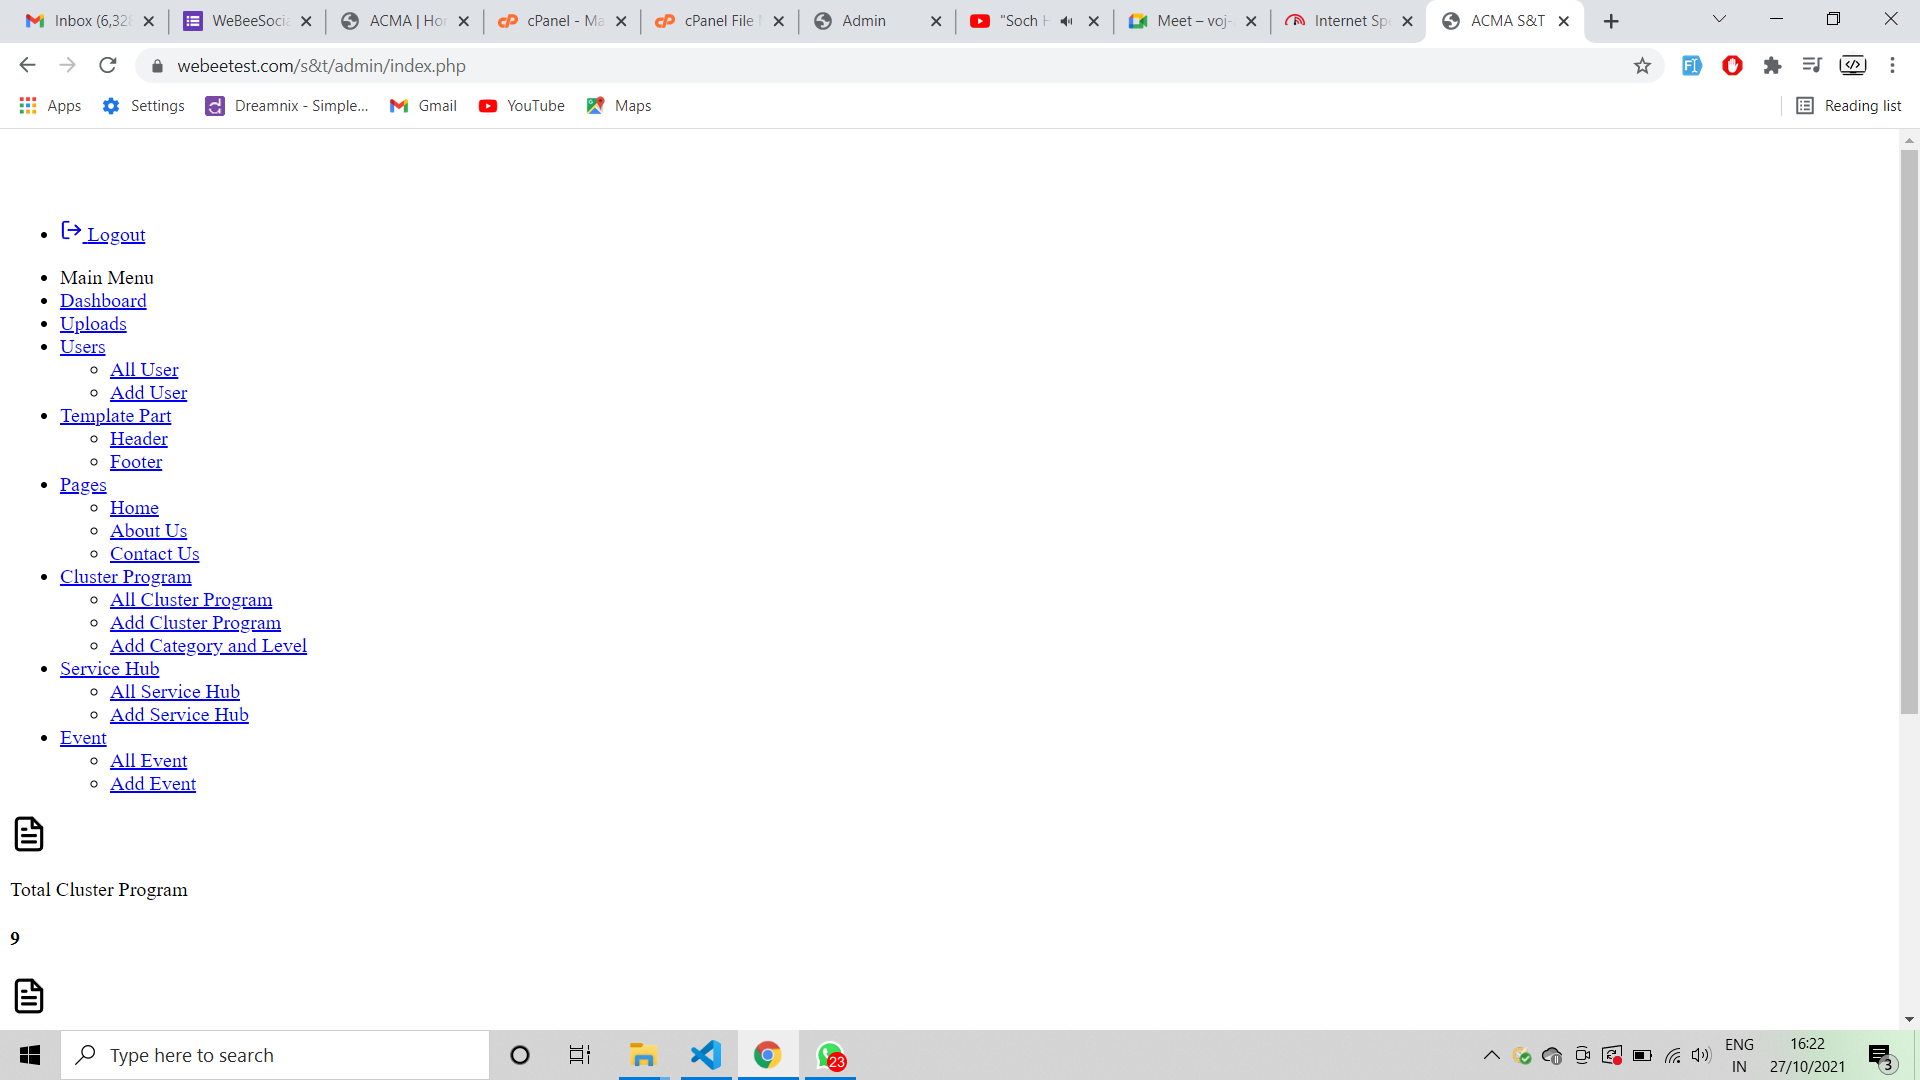 Inbox (6,328
WeBeeSocia
ACMA | Ho
cPanel - Ma
cPanel File
Admin
"Soch H
Meet – voj-
Internet Spe
ACMA S&T
webeetest.com/s&t/admin/index.php
Apps
Settings
Dreamnix - Simple...
Gmail
YouTube
Maps
Reading list
Logout
Main Menu
Dashboard
Uploads
Users
All User
Add User
Template Part
Header
Footer
Pages
Home
About Us
Contact Us
Cluster Program
All Cluster Program
Add Cluster Program
Add Category and Level
Service Hub
All Service Hub
Add Service Hub
Event
All Event
Add Event
Total Cluster Program
9
Type here to search
23
ENG
IN
16:22
27/10/2021
3